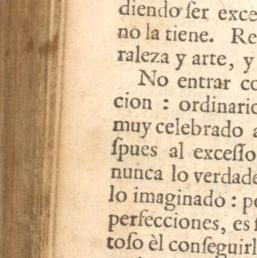 diendo ſer exce
no la tiene. Re
raleza y arte, y
No entrar co
cion : ordinario
muy celebrado a
ſpues al exceſſo
nunca lo verdade
lo imaginado : pe
perfecciones, es
toſo èl conſeguirl